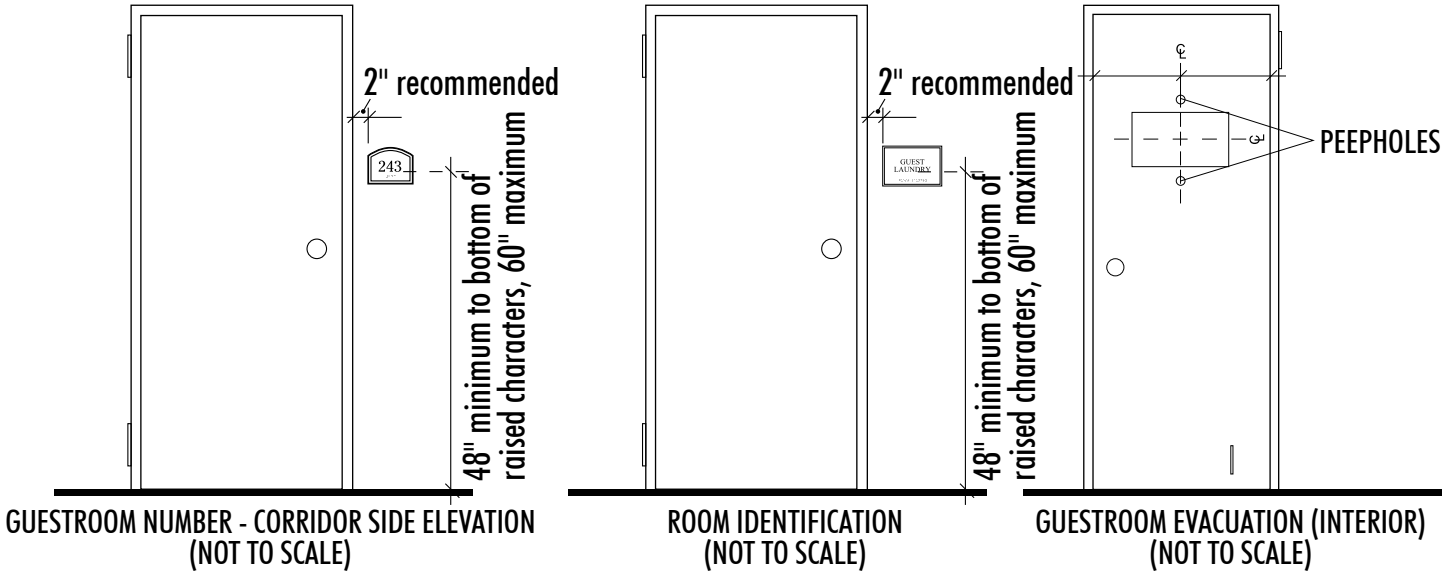 2" recommended
243
48" minimum to bottom of
raised characters, 60" maximum
GUESTROOM NUMBER - CORRIDOR SIDE ELEVATION
(NOT TO SCALE)
2" recommended
GUEST
LAUNDRY
48" minimum to bottom of
raised characters, 60" maximum
ROOM IDENTIFICATION
(NOT TO SCALE)
℄
℄
PEEPHOLES
GUESTROOM EVACUATION (INTERIOR)
(NOT TO SCALE)